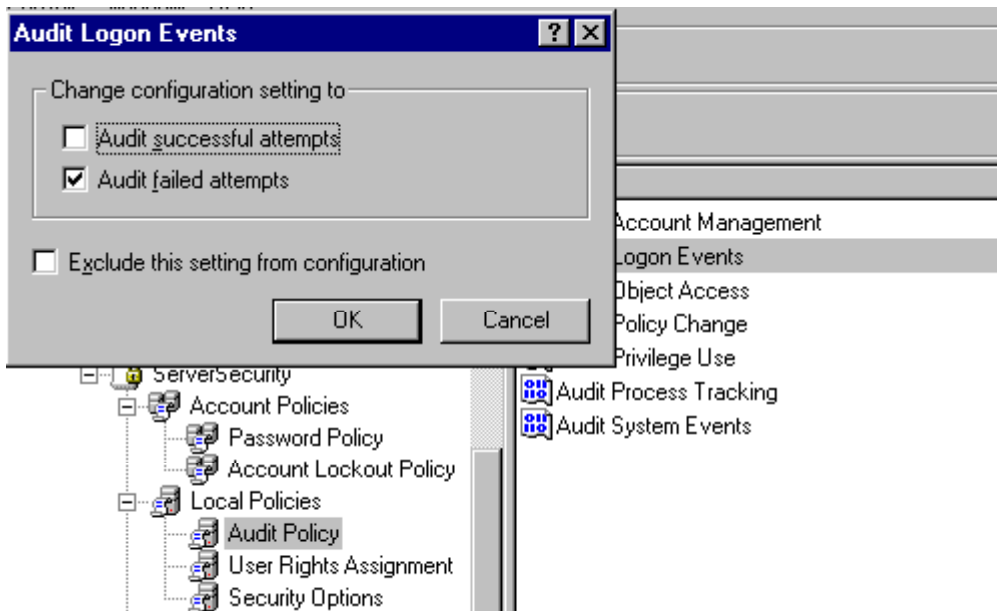 Audit Logon Events
Change configuration setting to
Audit successful attempts
Audit failed attempts
Exclude this setting from configuration
OK
Cancel
Account Management
Logon Events
Object Access
Policy Change
Privilege Use
Audit Process Tracking
Audit System Events
ServerSecurity
Account Policies
Password Policy
Account Lockout Policy
Local Policies
Audit Policy
User Rights Assignment
Security Options